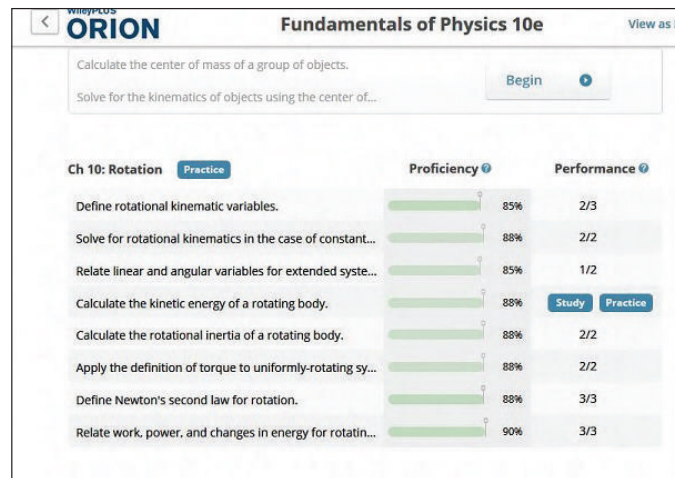 WileyPLUS
ORION
Fundamentals of Physics 10e
View as
Calculate the center of mass of a group of objects.
Solve for the kinematics of objects using the center of...
Begin
Ch 10: Rotation Practice Proficiency ? Performance ?
Define rotational kinematic variables. 85% 2/3
Solve for rotational kinematics in the case of constant... 88% 2/2
Relate linear and angular variables for extended syste... 85% 1/2
Calculate the kinetic energy of a rotating body. 88% Study Practice
Calculate the rotational inertia of a rotating body. 88% 2/2
Apply the definition of torque to uniformly-rotating sy... 88% 2/2
Define Newton's second law for rotation. 88% 3/3
Relate work, power, and changes in energy for rotatin... 90% 3/3